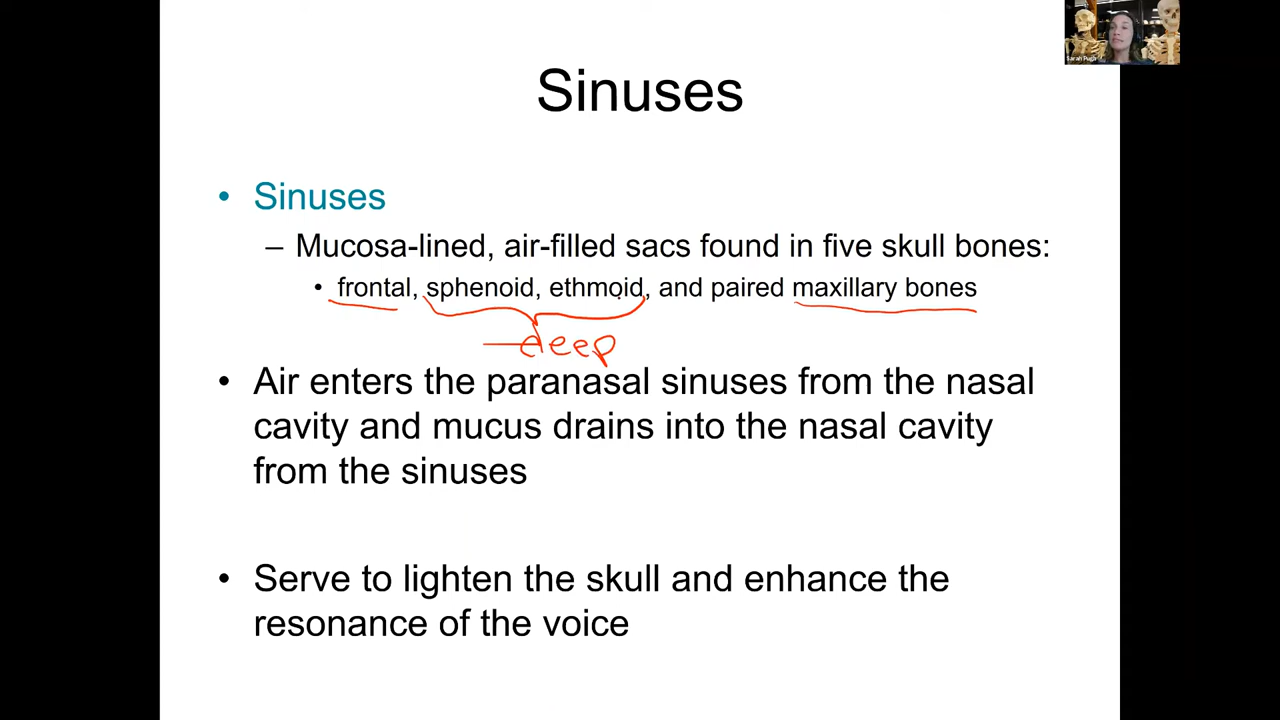 Sarah Pugh
Sinuses
• Sinuses
– Mucosa-lined, air-filled sacs found in five skull bones:
• frontal, sphenoid, ethmoid, and paired maxillary bones
deep
• Air enters the paranasal sinuses from the nasal
cavity and mucus drains into the nasal cavity
from the sinuses
• Serve to lighten the skull and enhance the
resonance of the voice